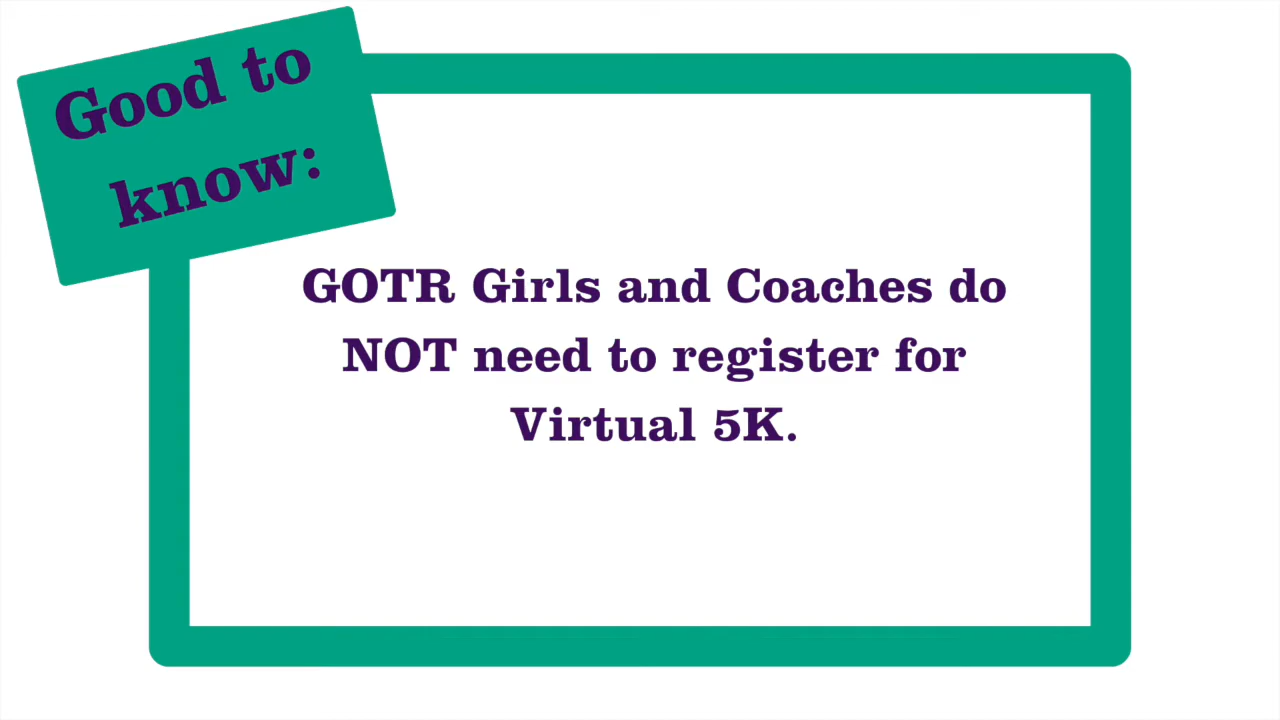 Good to
know:
GOTR Girls and Coaches do
NOT need to register for
Virtual 5K.